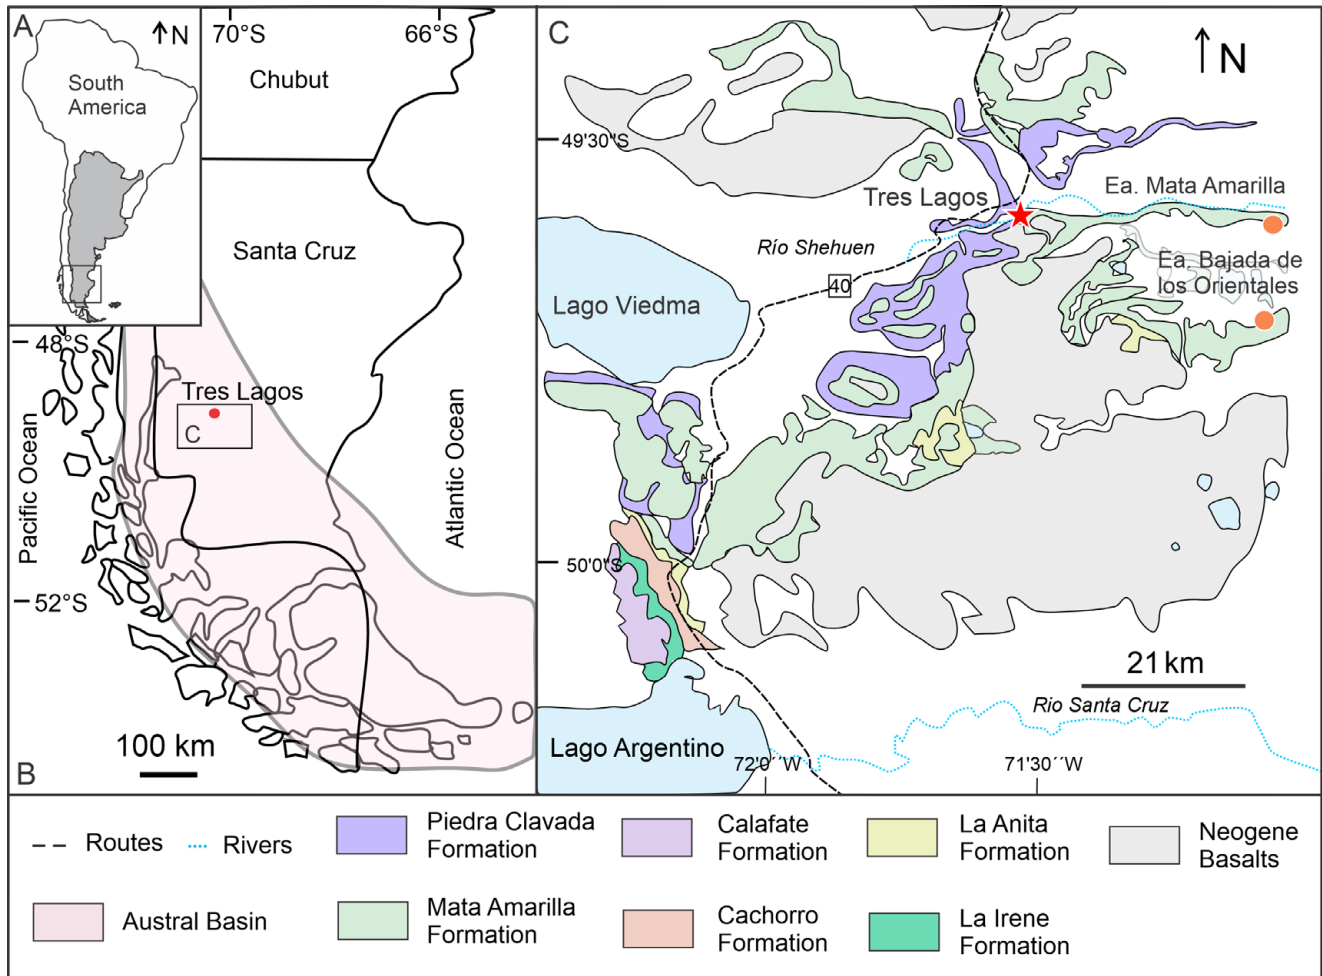 A
N
South
America
70°S
66°S
Chubut
Santa Cruz
48°S
Tres Lagos
C
Pacific Ocean
Atlantic Ocean
52°S
100 km
B
C
N
49'30"S
Tres Lagos
Ea. Mata Amarilla
Río Shehuen
Ea. Bajada de
los Orientales
40
Lago Viedma
50'0"S
21 km
Rio Santa Cruz
Lago Argentino
72'0´´W
71'30´´W
Routes
Rivers
Piedra Clavada
Formation
Calafate
Formation
La Anita
Formation
Neogene
Basalts
Austral Basin
Mata Amarilla
Formation
Cachorro
Formation
La Irene
Formation